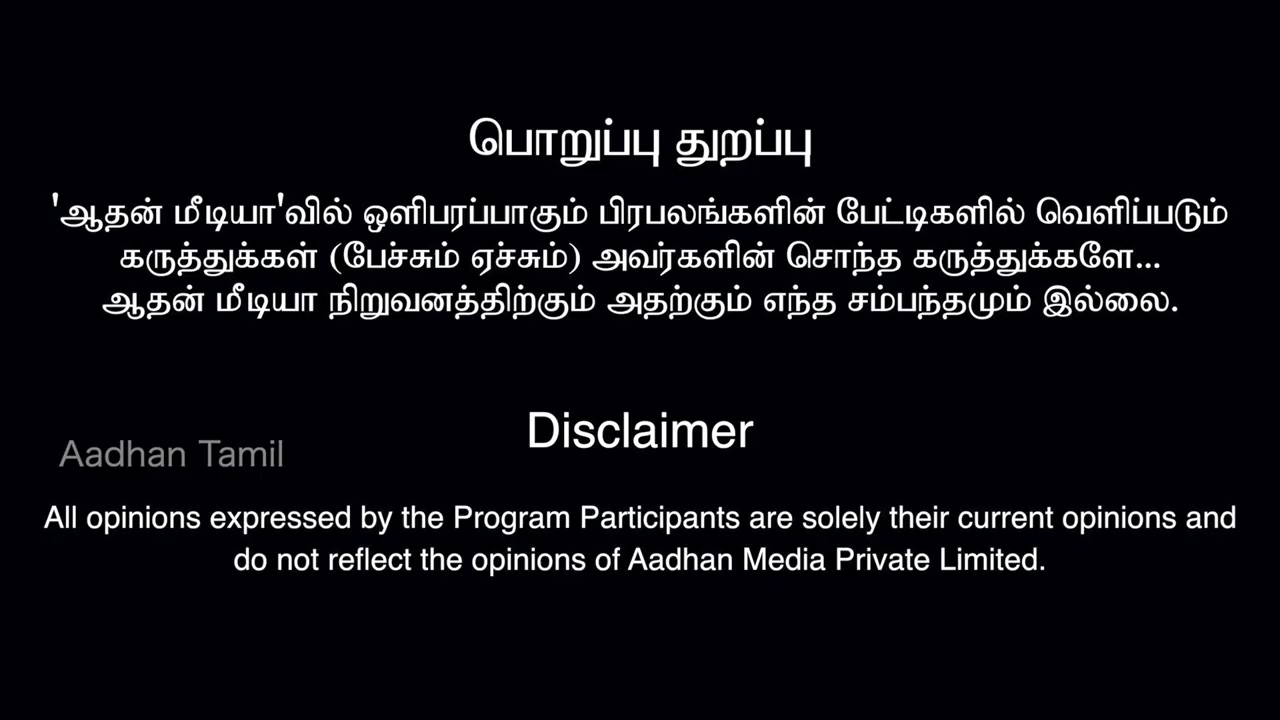 பொறுப்பு துறப்பு
'ஆதன் மீடியா'வில் ஒளிபரப்பாகும் பிரபலங்களின் பேட்டிகளில் வெளிப்படும்
கருத்துக்கள் (பேச்சும் ஏச்சும்) அவர்களின் சொந்த கருத்துக்களே...
ஆதன் மீடியா நிறுவனத்திற்கும் அதற்கும் எந்த சம்பந்தமும் இல்லை.
Disclaimer
Aadhan Tamil
All opinions expressed by the Program Participants are solely their current opinions and
do not reflect the opinions of Aadhan Media Private Limited.